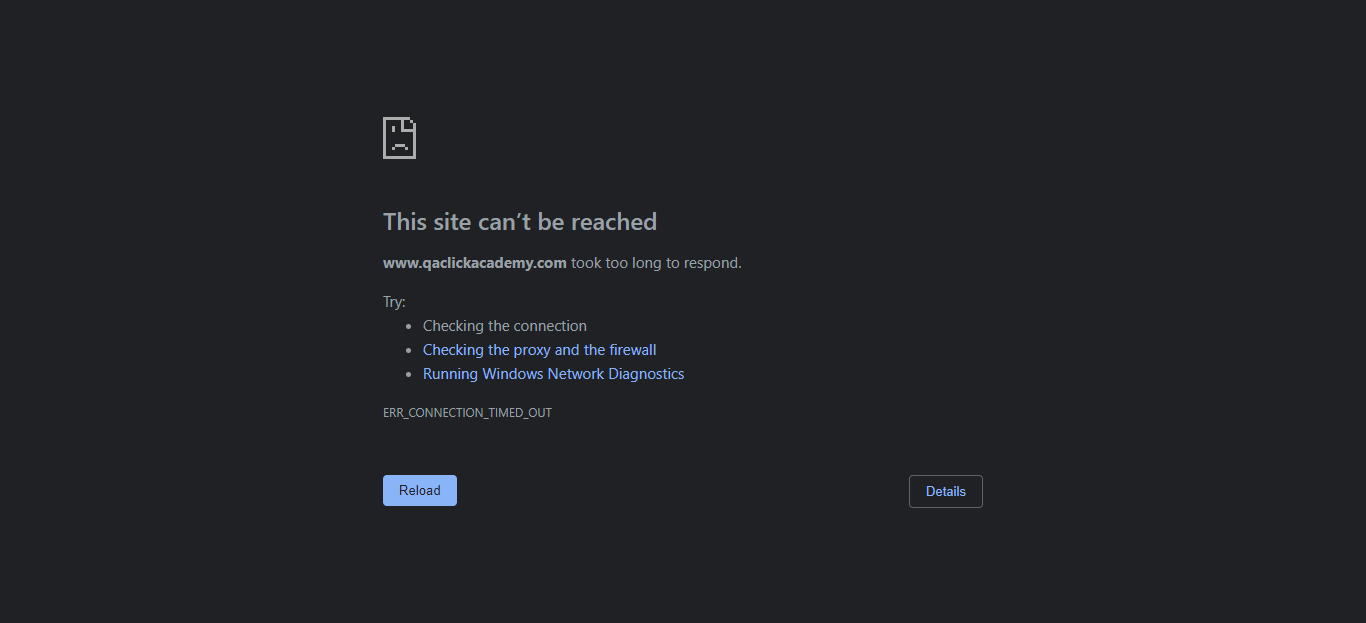 This site can’t be reached
www.qaclickacademy.com took too long to respond.
Try:
Checking the connection
Checking the proxy and the firewall
Running Windows Network Diagnostics
ERR_CONNECTION_TIMED_OUT
Reload
Details